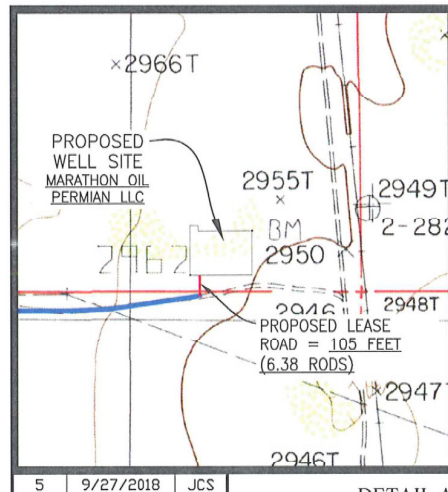 ×2966T
PROPOSED
WELL SITE
MARATHON OIL
PERMIAN LLC
2955T
×
2949T
2-282
BM
2962
2950
2946
2948T
PROPOSED LEASE
ROAD = 105 FEET
(6.38 RODS)
×2947
2946T
5 9/27/2018 JCS
DETAIL